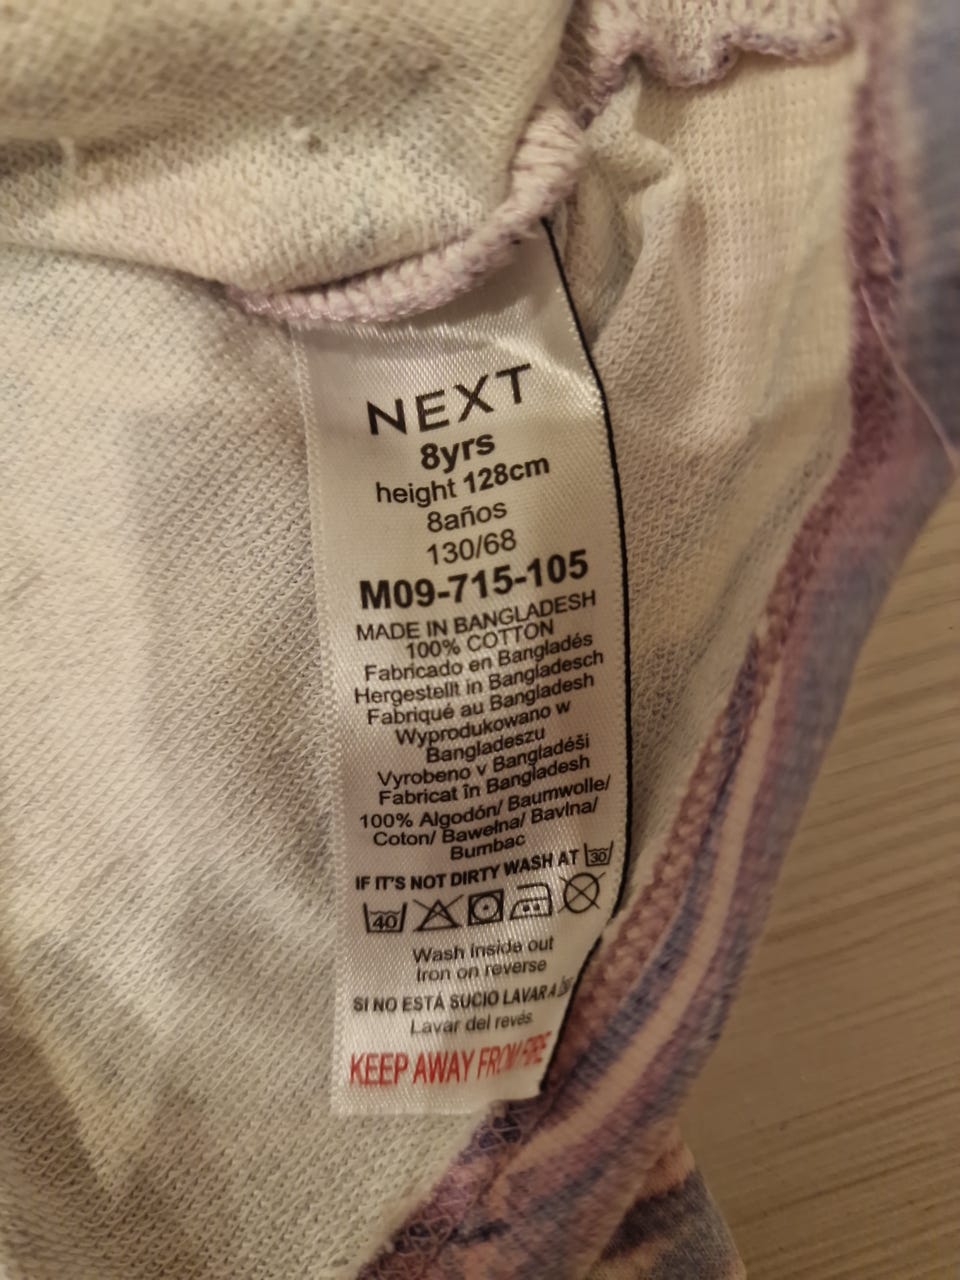 NEXT
8yrs
height 128cm
8años
130/68
M09-715-105
MADE IN BANGLADESH
100% COTTON
Fabricado en Bangladés
Hergestellt in Bangladesch
Fabriqué au Bangladesh
Wyprodukowano w
Bangladeszu
Vyrobeno v Bangladéši
Fabricat în Bangladesh
100% Algodón/ Baumwolle/
Coton/ Bawełna/ Bavlna/
Bumbac
IF IT'S NOT DIRTY WASH AT 30
40
Wash inside out
Iron on reverse
SI NO ESTÁ SUCIO LAVAR A
Lavar del revés
KEEP AWAY FROM FIRE